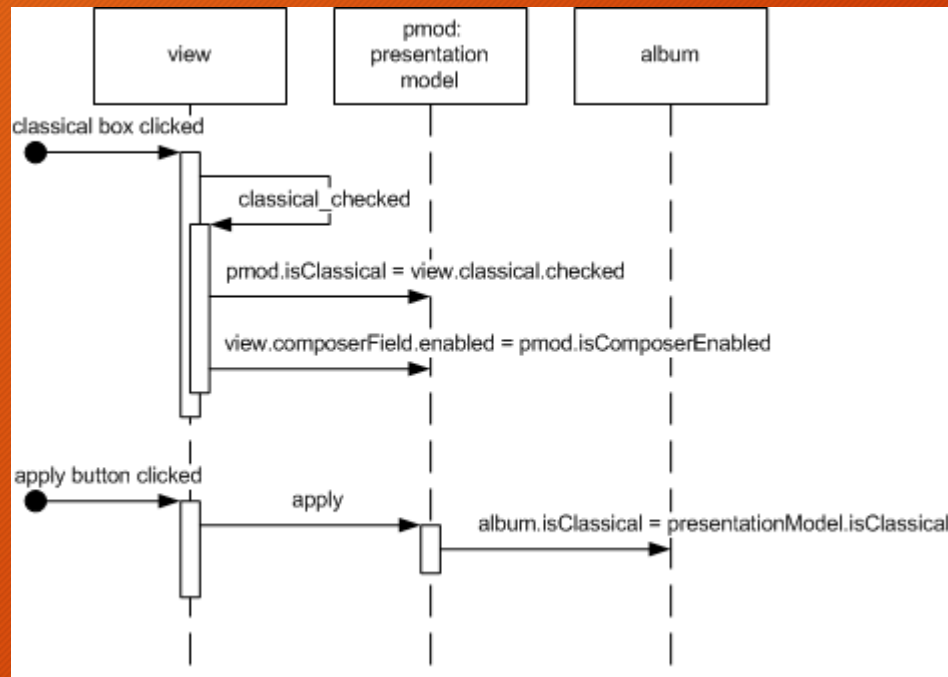 view
pmod:
presentation
model
album
classical box clicked
classical_checked
pmod.isClassical = view.classical.checked
view.composerField.enabled = pmod.isComposerEnabled
apply button clicked
apply
album.isClassical = presentationModel.isClassical